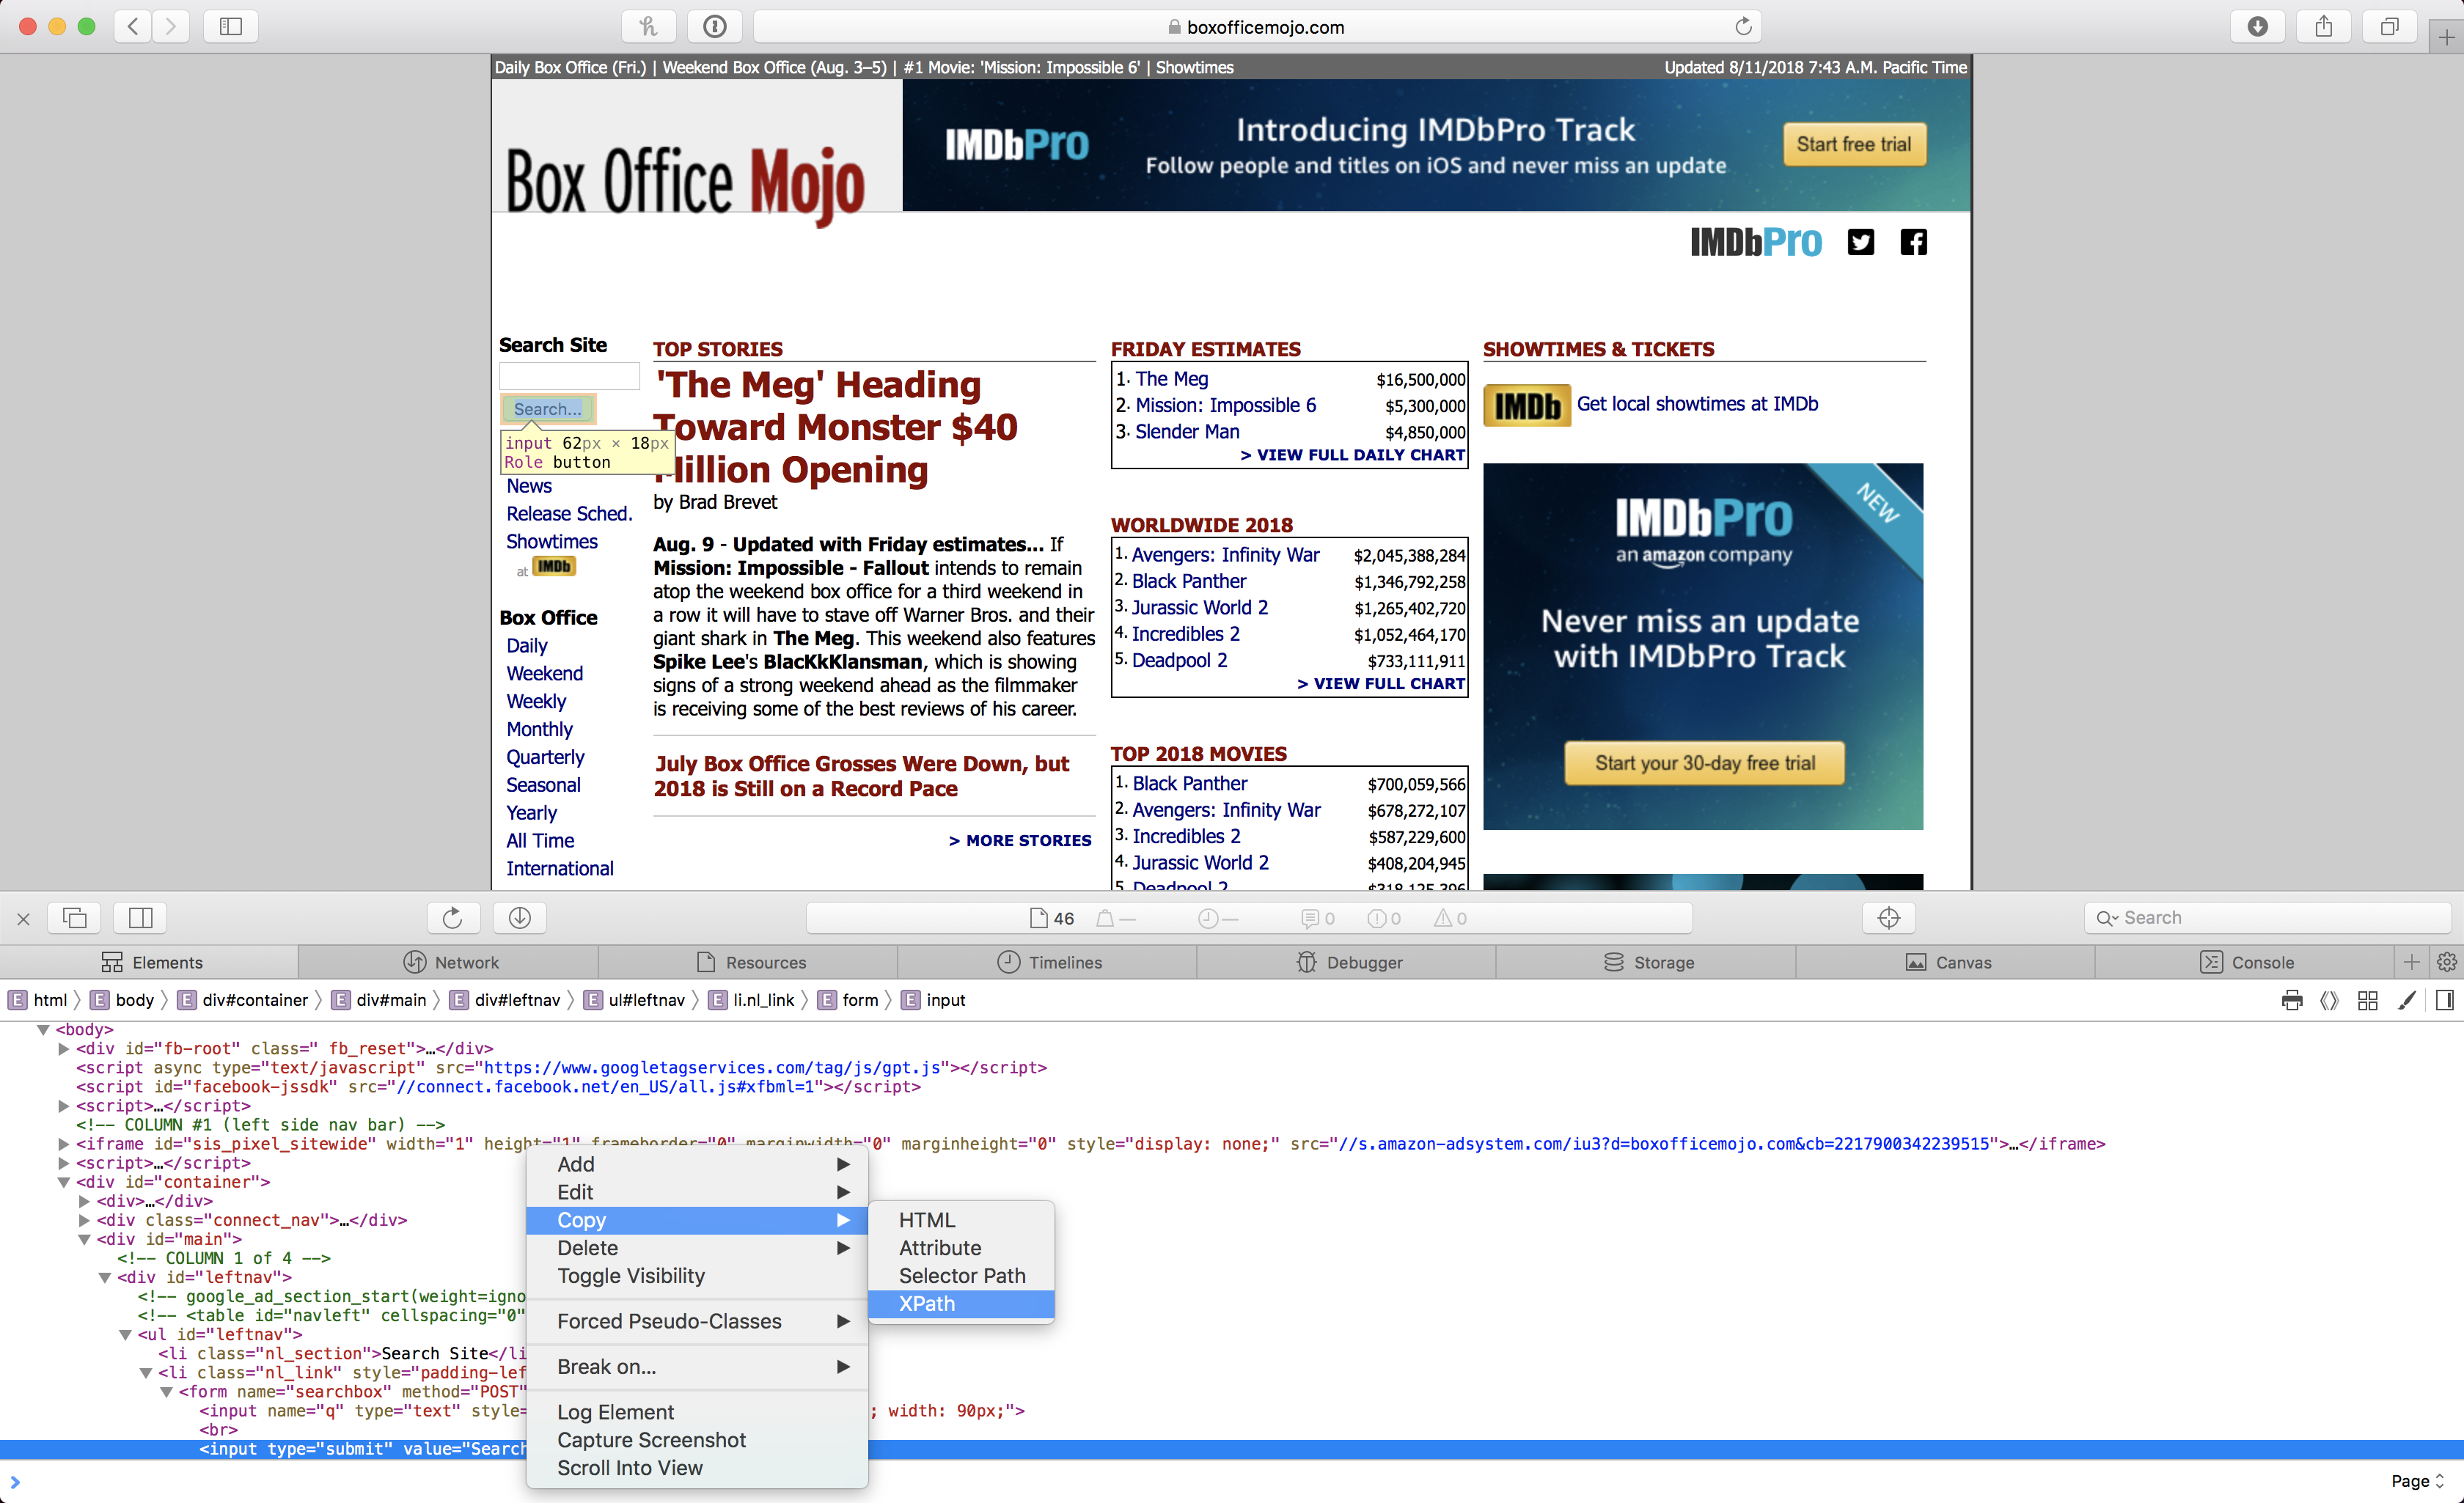 boxofficemojo.com
Daily Box Office (Fri.) | Weekend Box Office (Aug. 3–5) | #1 Movie: 'Mission: Impossible 6' | Showtimes
Updated 8/11/2018 7:43 A.M. Pacific Time
Box Office Mojo
IMDbPro
Introducing IMDbPro Track
Follow people and titles on iOS and never miss an update
Start free trial
IMDbPro
Search Site
Search...
input 62px × 18px
Role button
News
Release Sched.
Showtimes
at IMDb
Box Office
Daily
Weekend
Weekly
Monthly
Quarterly
Seasonal
Yearly
All Time
International
TOP STORIES
'The Meg' Heading
Toward Monster $40
Million Opening
by Brad Brevet
Aug. 9 - Updated with Friday estimates... If
Mission: Impossible - Fallout intends to remain
atop the weekend box office for a third weekend in
a row it will have to stave off Warner Bros. and their
giant shark in The Meg. This weekend also features
Spike Lee's BlacKkKlansman, which is showing
signs of a strong weekend ahead as the filmmaker
is receiving some of the best reviews of his career.
July Box Office Grosses Were Down, but
2018 is Still on a Record Pace
> MORE STORIES
FRIDAY ESTIMATES
1. The Meg $16,500,000
2. Mission: Impossible 6 $5,300,000
3. Slender Man $4,850,000
> VIEW FULL DAILY CHART
WORLDWIDE 2018
1. Avengers: Infinity War $2,045,388,284
2. Black Panther $1,346,792,258
3. Jurassic World 2 $1,265,402,720
4. Incredibles 2 $1,052,464,170
5. Deadpool 2 $733,111,911
> VIEW FULL CHART
TOP 2018 MOVIES
1. Black Panther $700,059,566
2. Avengers: Infinity War $678,272,107
3. Incredibles 2 $587,229,600
4. Jurassic World 2 $408,204,945
5. Deadpool 2 $318,125,396
SHOWTIMES & TICKETS
IMDb Get local showtimes at IMDb
NEW
IMDbPro
an amazon company
Never miss an update
with IMDbPro Track
Start your 30-day free trial
46 — — 0 0 0
Search
Elements Network Resources Timelines Debugger Storage Canvas Console
E html E body E div#container E div#main E div#leftnav E ul#leftnav E li.nl_link E form E input
<body>
<div id="fb-root" class=" fb_reset">…</div>
<script async type="text/javascript" src="https://www.googletagservices.com/tag/js/gpt.js"></script>
<script id="facebook-jssdk" src="//connect.facebook.net/en_US/all.js#xfbml=1"></script>
<script>…</script>
<!-- COLUMN #1 (left side nav bar) -->
<iframe id="sis_pixel_sitewide" width="1" height="1" frameborder="0" marginwidth="0" marginheight="0" style="display: none;" src="//s.amazon-adsystem.com/iu3?d=boxofficemojo.com&cb=2217900342239515">…</iframe>
<script>…</script>
<div id="container">
<div>…</div>
<div class="connect_nav">…</div>
<div id="main">
<!-- COLUMN 1 of 4 -->
<div id="leftnav">
<!-- google_ad_section_start(weight=igno
<!-- <table id="navleft" cellspacing="0"
<ul id="leftnav">
<li class="nl_section">Search Site</li
<li class="nl_link" style="padding-lef
<form name="searchbox" method="POST"
<input name="q" type="text" style= ; width: 90px;">
<br>
<input type="submit" value="Search
Add
Edit
Copy
Delete
Toggle Visibility
Forced Pseudo-Classes
Break on...
Log Element
Capture Screenshot
Scroll Into View
HTML
Attribute
Selector Path
XPath
Page